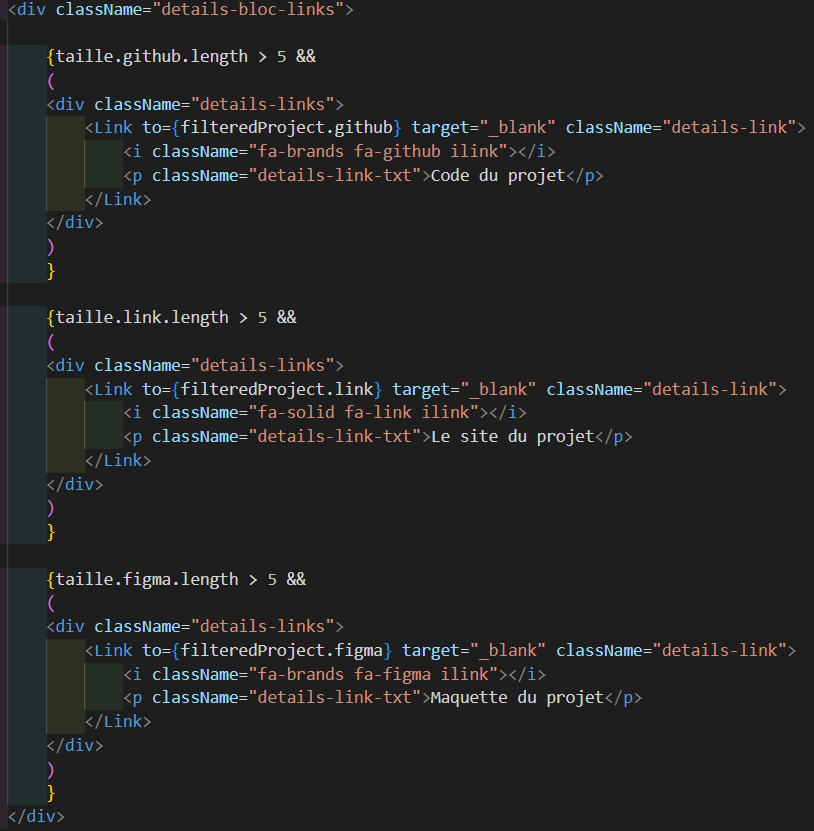 <div className="details-bloc-links">
{taille.github.length > 5 &&
(
<div className="details-links">
<Link to={filteredProject.github} target="_blank" className="details-link">
<i className="fa-brands fa-github ilink"></i>
<p className="details-link-txt">Code du projet</p>
</Link>
</div>
)
}
{taille.link.length > 5 &&
(
<div className="details-links">
<Link to={filteredProject.link} target="_blank" className="details-link">
<i className="fa-solid fa-link ilink"></i>
<p className="details-link-txt">Le site du projet</p>
</Link>
</div>
)
}
{taille.figma.length > 5 &&
(
<div className="details-links">
<Link to={filteredProject.figma} target="_blank" className="details-link">
<i className="fa-brands fa-figma ilink"></i>
<p className="details-link-txt">Maquette du projet</p>
</Link>
</div>
)
}
</div>